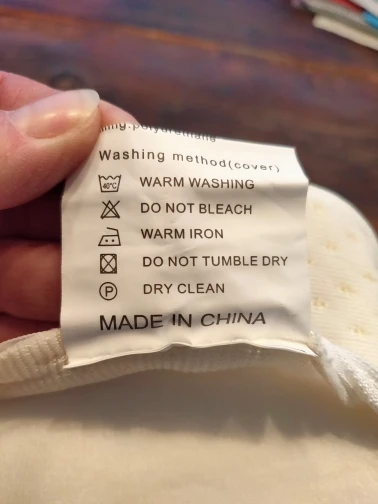 Washing method(cover)
40°C WARM WASHING
DO NOT BLEACH
WARM IRON
DO NOT TUMBLE DRY
P DRY CLEAN
MADE IN CHINA